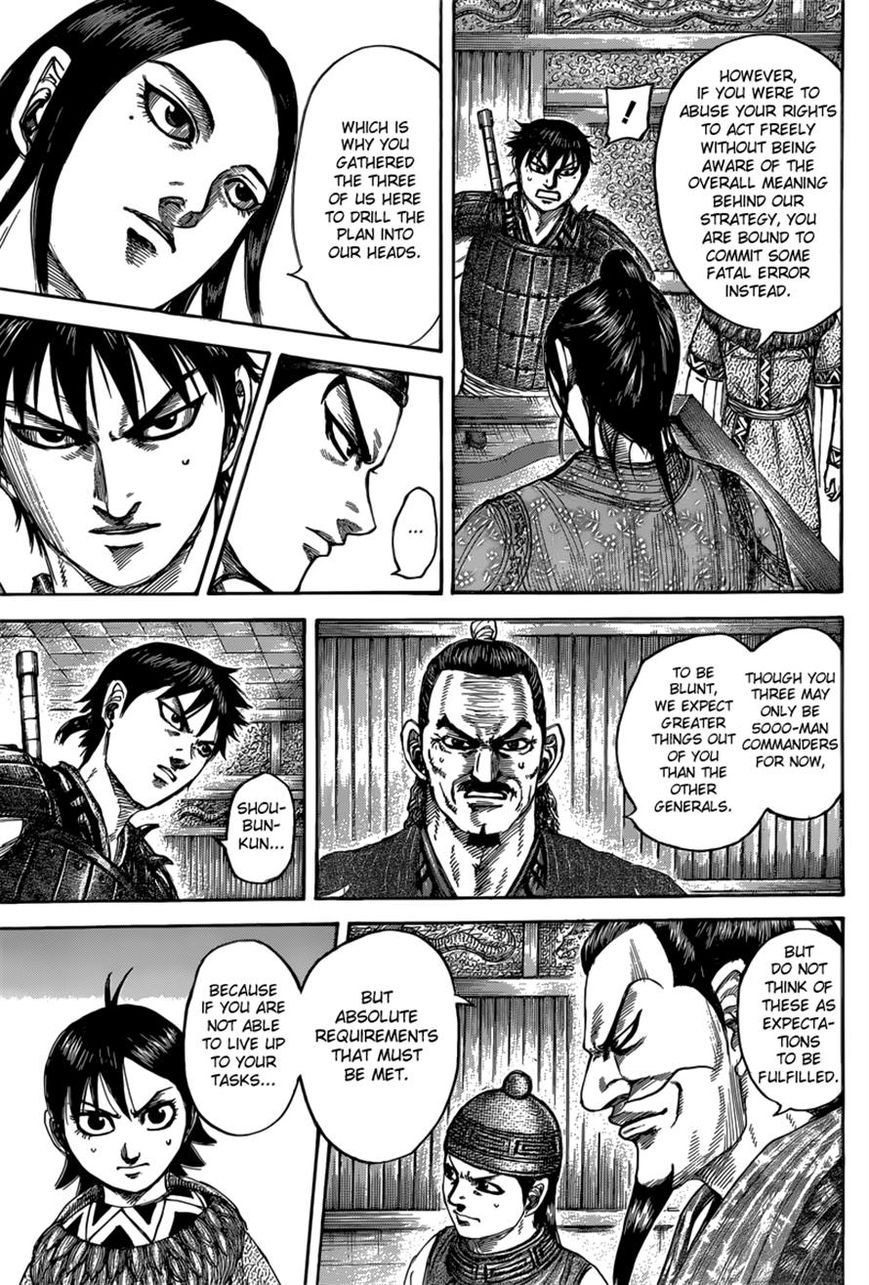 HOWEVER,
IF YOU WERE TO
ABUSE YOUR RIGHTS
TO ACT FREELY
WITHOUT BEING
AWARE OF THE
OVERALL MEANING
BEHIND OUR
STRATEGY, YOU
ARE BOUND TO
COMMIT SOME
FATAL ERROR
INSTEAD.
!
WHICH IS
WHY YOU
GATHERED
THE THREE
OF US HERE
TO DRILL THE
PLAN INTO
OUR HEADS.
...
THOUGH YOU
THREE MAY
ONLY BE
5000-MAN
COMMANDERS
FOR NOW,
TO BE
BLUNT,
WE EXPECT
GREATER
THINGS OUT
OF YOU
THAN THE
OTHER
GENERALS.
SHOU-
BUN-
KUN...
BUT
DO NOT
THINK OF
THESE AS
EXPECTA-
TIONS
TO BE
FULFILLED.
BUT
ABSOLUTE
REQUIREMENTS
THAT MUST
BE MET.
BECAUSE
IF YOU ARE
NOT ABLE
TO LIVE UP
TO YOUR
TASKS...